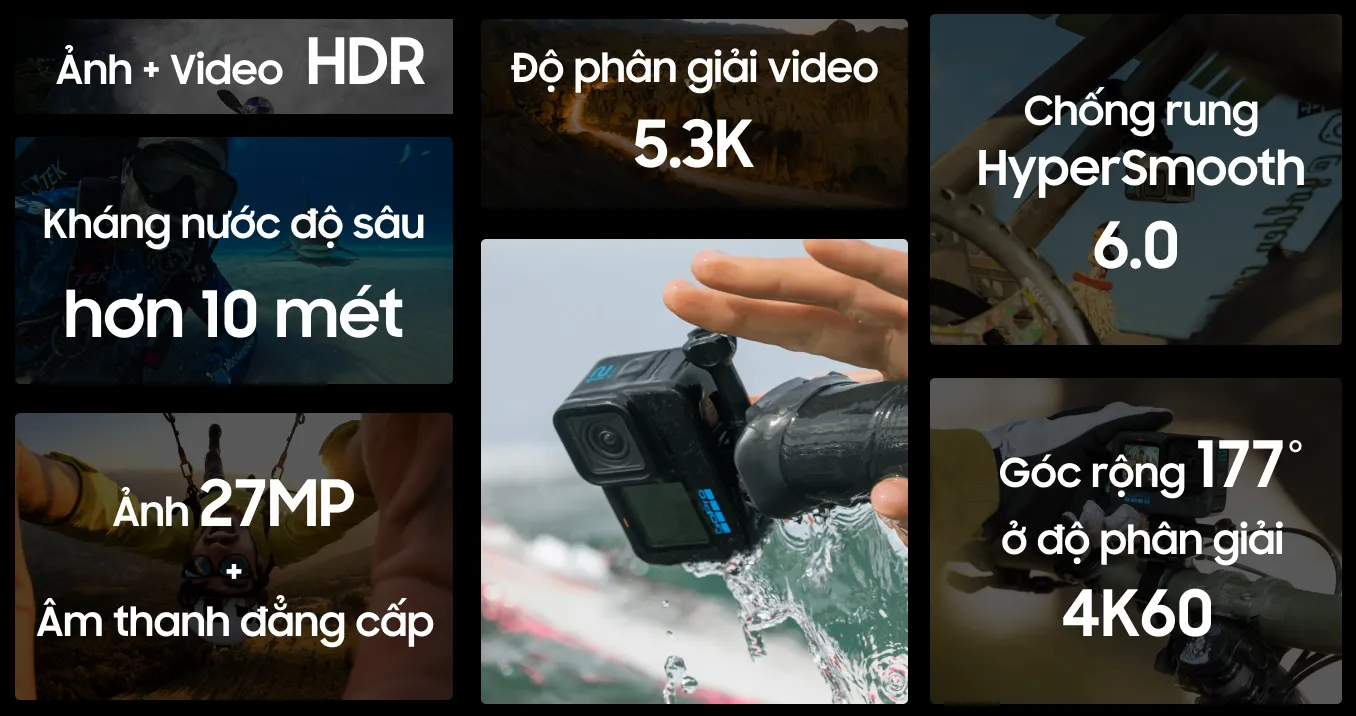 Ảnh + Video HDR
Kháng nước độ sâu
hơn 10 mét
Ảnh 27MP
+
Âm thanh đẳng cấp
Độ phân giải video
5.3K
GoPro
Chống rung
HyperSmooth
6.0
Góc rộng 177°
ở độ phân giải
4K60